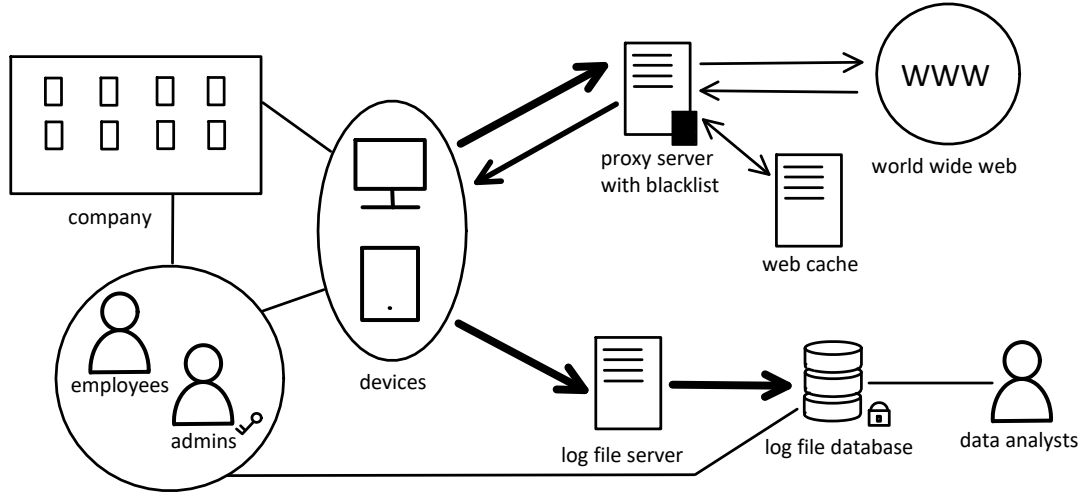 WWW
proxy server
with blacklist
world wide web
company
web cache
employees
devices
admins
log file server
log file database
data analysts